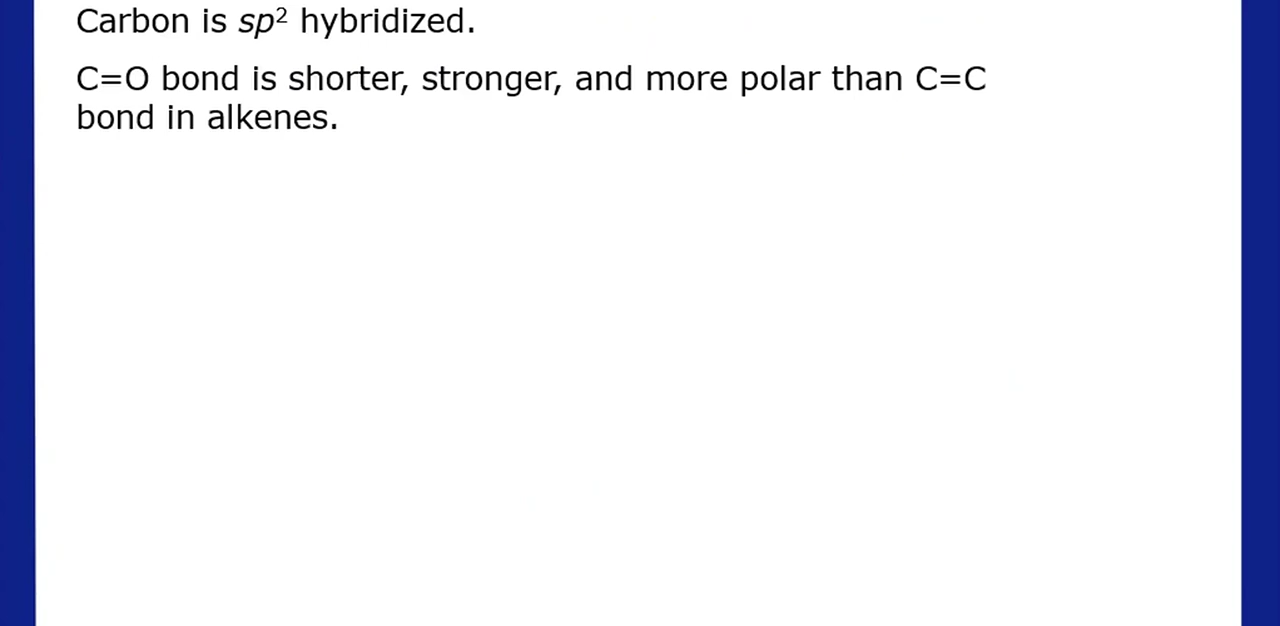 Carbon is sp² hybridized.
C=O bond is shorter, stronger, and more polar than C=C
bond in alkenes.